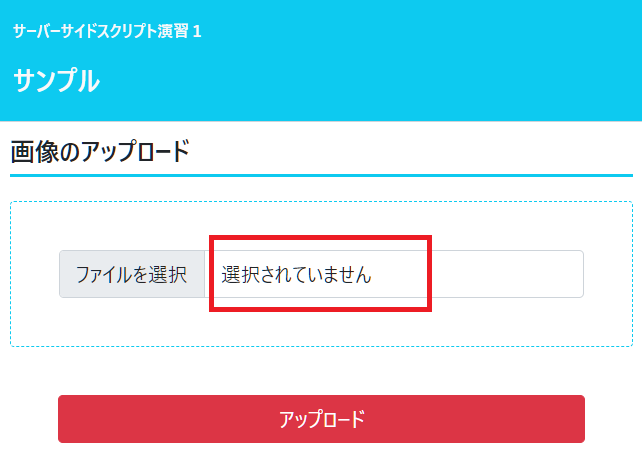 サーバーサイドスクリプト演習1
サンプル
画像のアップロード
ファイルを選択 選択されていません
アップロード